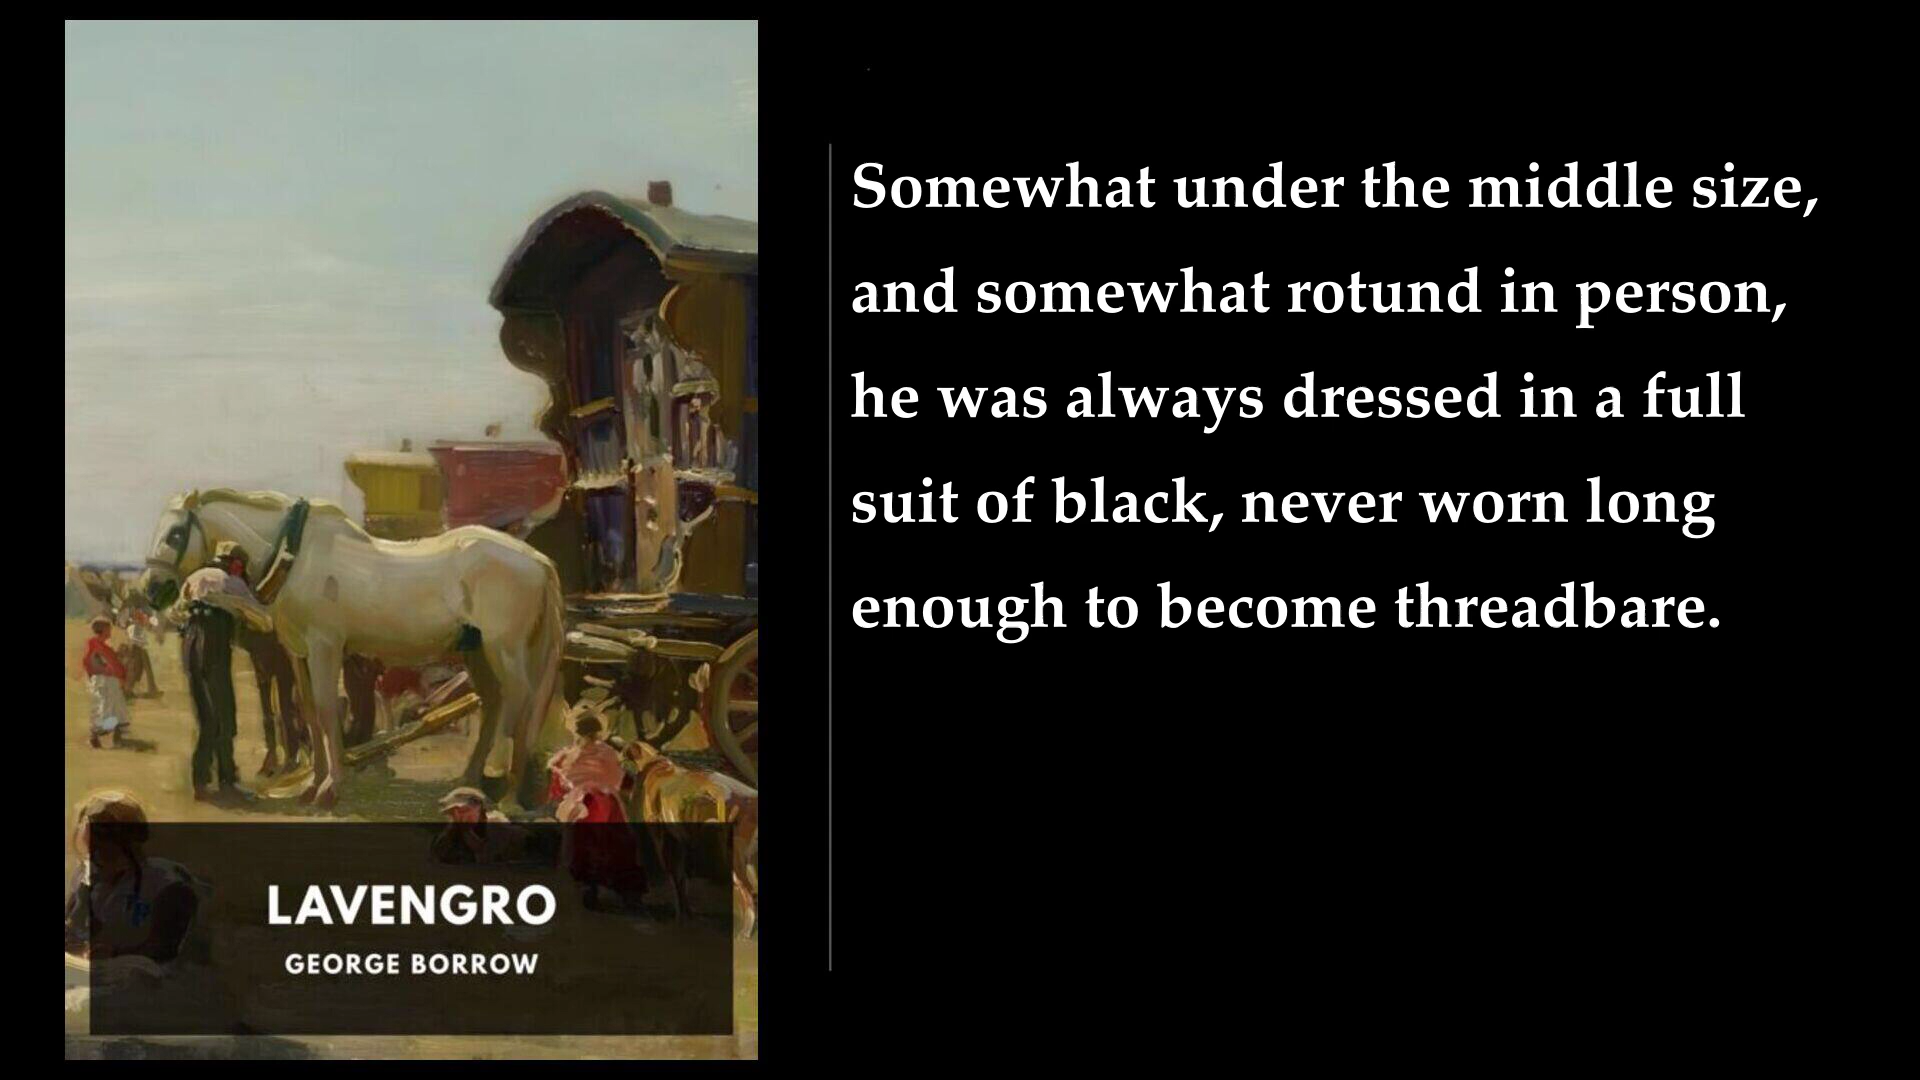 Somewhat under the middle size,
and somewhat rotund in person,
he was always dressed in a full
suit of black, never worn long
enough to become threadbare.
LAVENGRO
GEORGE BORROW